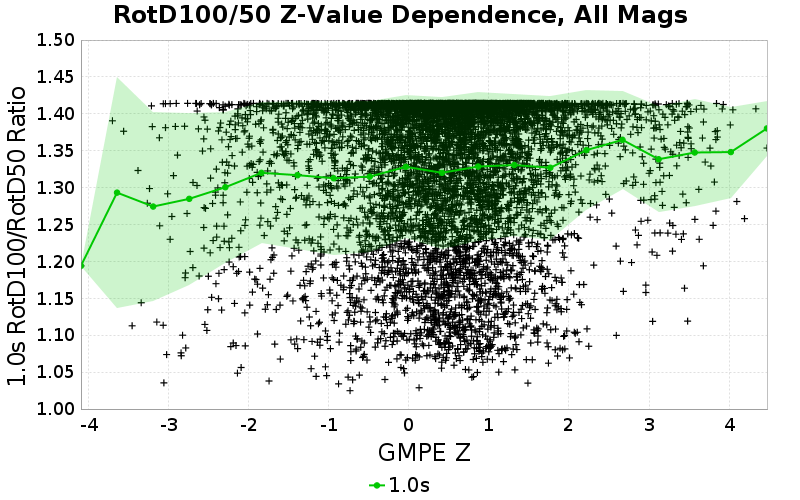 RotD100/50 Z-Value Dependence, All Mags
1.50
1.45
1.40
1.35
1.30
1.25
1.20
1.15
1.10
1.05
1.00
1.0s RotD100/RotD50 Ratio
-4 -3 -2 -1 0 1 2 3 4
GMPE Z
1.0s